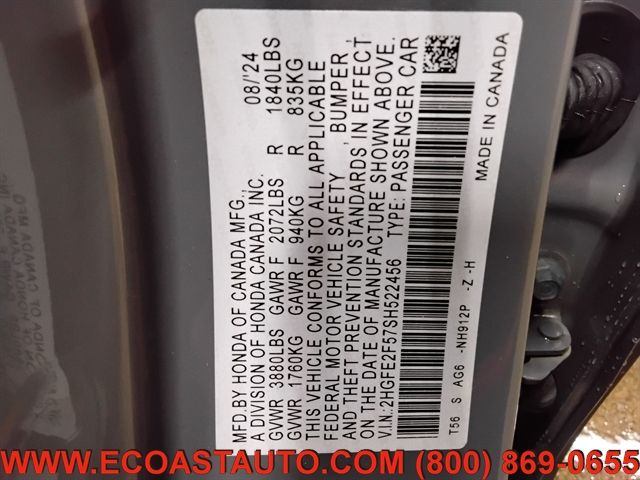 MFD.BY HONDA OF CANADA MFG.,
A DIVISION OF HONDA CANADA INC. 08/'24
GVWR 3880LBS GAWR F 2072LBS R 1840LBS
GVWR 1760KG GAWR F 940KG R 835KG
THIS VEHICLE CONFORMS TO ALL APPLICABLE
FEDERAL MOTOR VEHICLE SAFETY , BUMPER ,
AND THEFT PREVENTION STANDARDS IN EFFECT
ON THE DATE OF MANUFACTURE SHOWN ABOVE.
V.I.N.: 2HGFE2F57SH522456 TYPE: PASSENGER CAR
T56 S AG6 -NH912P -Z -H MADE IN CANADA
WWW.ECOASTAUTO.COM (800) 869-0655